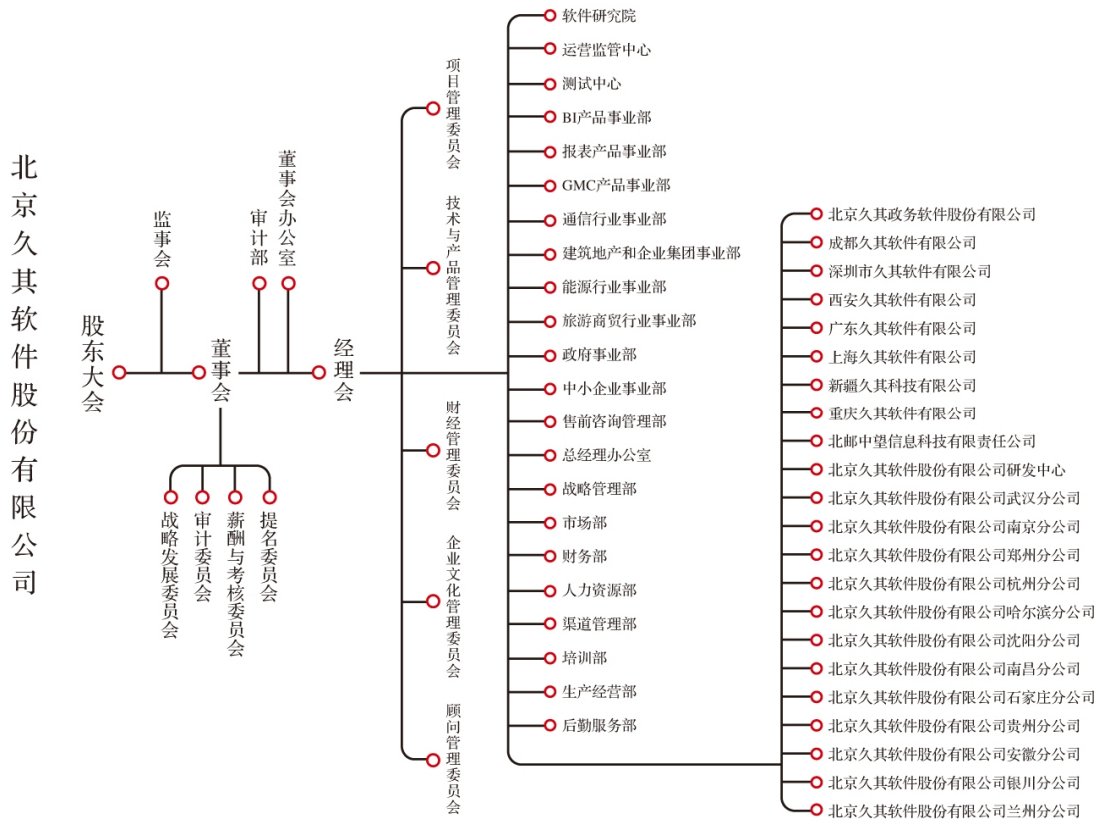 北京久其软件股份有限公司
股东大会
监事会
董事会
审计部
董事会办公室
经理会
战略发展委员会
审计委员会
薪酬与考核委员会
提名委员会
项目管理委员会
技术与产品管理委员会
财经管理委员会
企业文化管理委员会
顾问管理委员会
软件研究院
运营监管中心
测试中心
BI产品事业部
报表产品事业部
GMC产品事业部
通信行业事业部
建筑地产和企业集团事业部
能源行业事业部
旅游商贸行业事业部
政府事业部
中小企业事业部
售前咨询管理部
总经理办公室
战略管理部
市场部
财务部
人力资源部
渠道管理部
培训部
生产经营部
后勤服务部
北京久其政务软件股份有限公司
成都久其软件有限公司
深圳市久其软件有限公司
西安久其软件有限公司
广东久其软件有限公司
上海久其软件有限公司
新疆久其科技有限公司
重庆久其软件有限公司
北邮中望信息科技有限责任公司
北京久其软件股份有限公司研发中心
北京久其软件股份有限公司武汉分公司
北京久其软件股份有限公司南京分公司
北京久其软件股份有限公司郑州分公司
北京久其软件股份有限公司杭州分公司
北京久其软件股份有限公司哈尔滨分公司
北京久其软件股份有限公司沈阳分公司
北京久其软件股份有限公司南昌分公司
北京久其软件股份有限公司石家庄分公司
北京久其软件股份有限公司贵州分公司
北京久其软件股份有限公司安徽分公司
北京久其软件股份有限公司银川分公司
北京久其软件股份有限公司兰州分公司